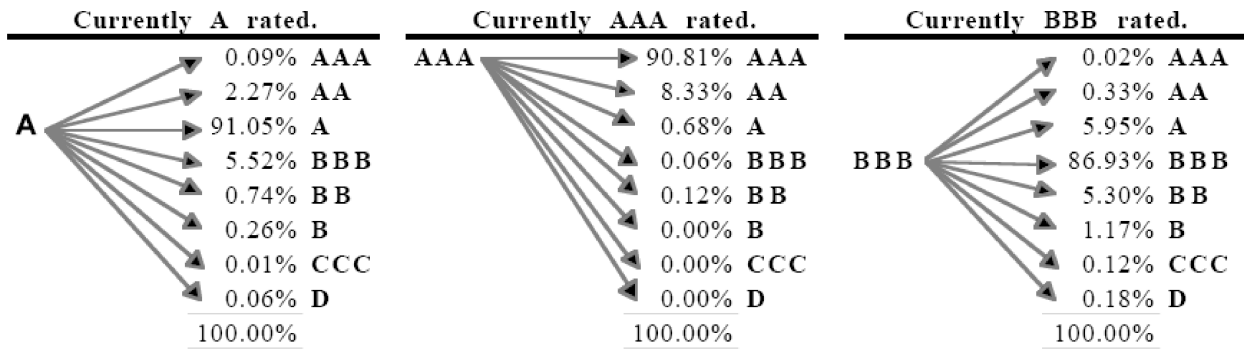 Currently A rated.
A
0.09% AAA
2.27% AA
91.05% A
5.52% BBB
0.74% BB
0.26% B
0.01% CCC
0.06% D
100.00%
Currently AAA rated.
AAA
90.81% AAA
8.33% AA
0.68% A
0.06% BBB
0.12% BB
0.00% B
0.00% CCC
0.00% D
Currently BBB rated.
BBB
0.02% AAA
0.33% AA
5.95% A
86.93% BBB
5.30% BB
1.17% B
0.12% CCC
0.18% D
100.00%